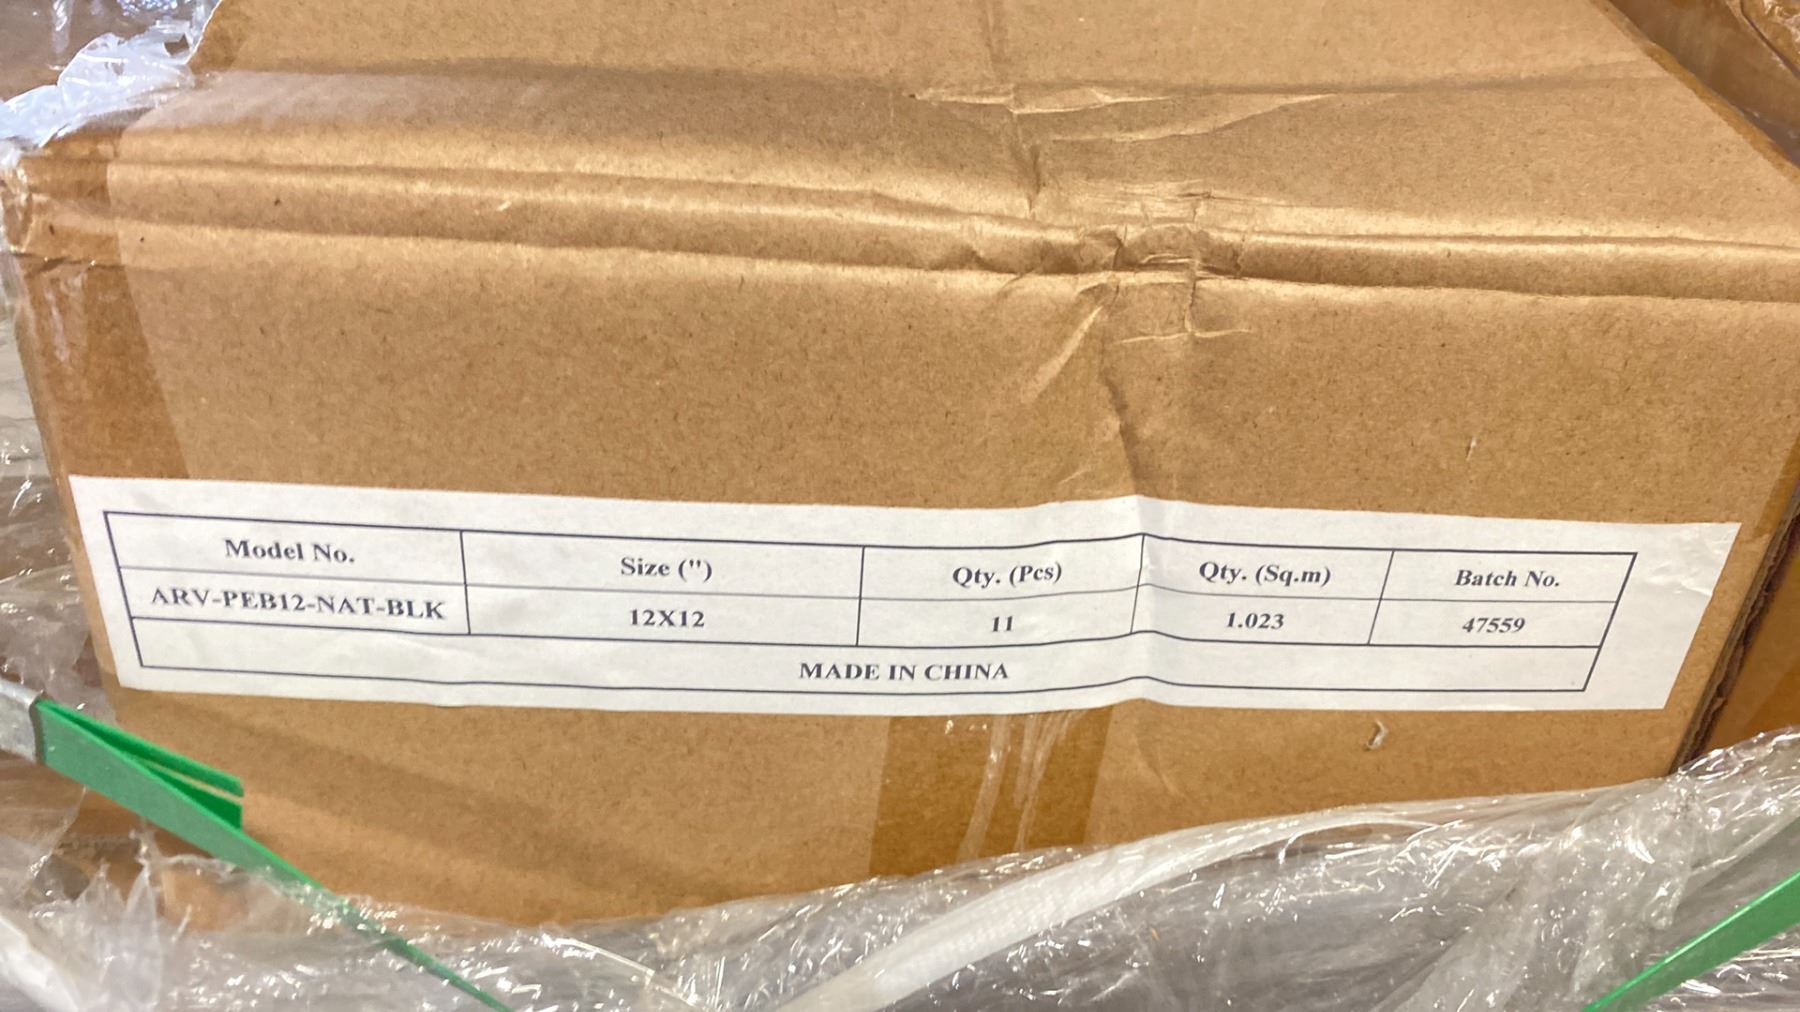 Model No. Size (") Qty. (Pcs) Qty. (Sq.m) Batch No.
ARV-PEB12-NAT-BLK 12X12 11 1.023 47559
MADE IN CHINA